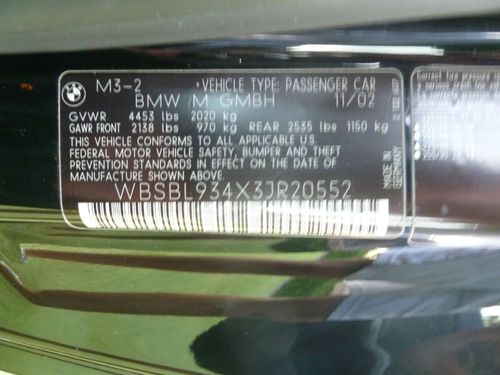 M3-2 VEHICLE TYPE: PASSENGER CAR
BMW M GMBH 11/02
GVWR 4453 lbs 2020 kg
GAWR FRONT 2138 lbs 970 kg REAR 2535 lbs 1150 kg
THIS VEHICLE CONFORMS TO ALL APPLICABLE
FEDERAL MOTOR VEHICLE SAFETY, BUMPER AND THEFT
PREVENTION STANDARDS IN EFFECT ON THE DATE OF
MANUFACTURE SHOWN ABOVE.
WBSBL934X3JR20552
MADE IN
GERMANY